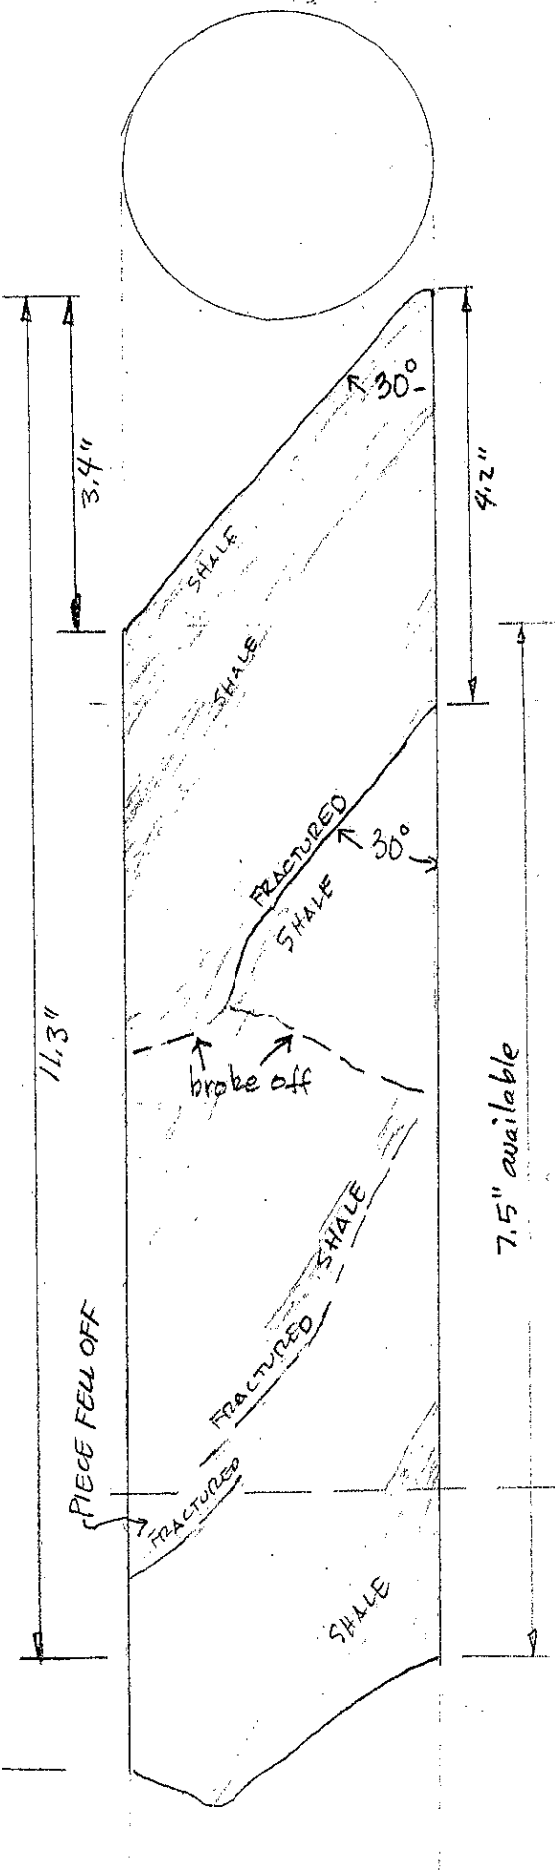 30°
3.4"
4.2"
SHALE
SHALE
FRACTURED
30°
SHALE
11.3"
broke off
7.5" available
SHALE
FRACTURED
PIECE FELL OFF
FRACTURED
SHALE